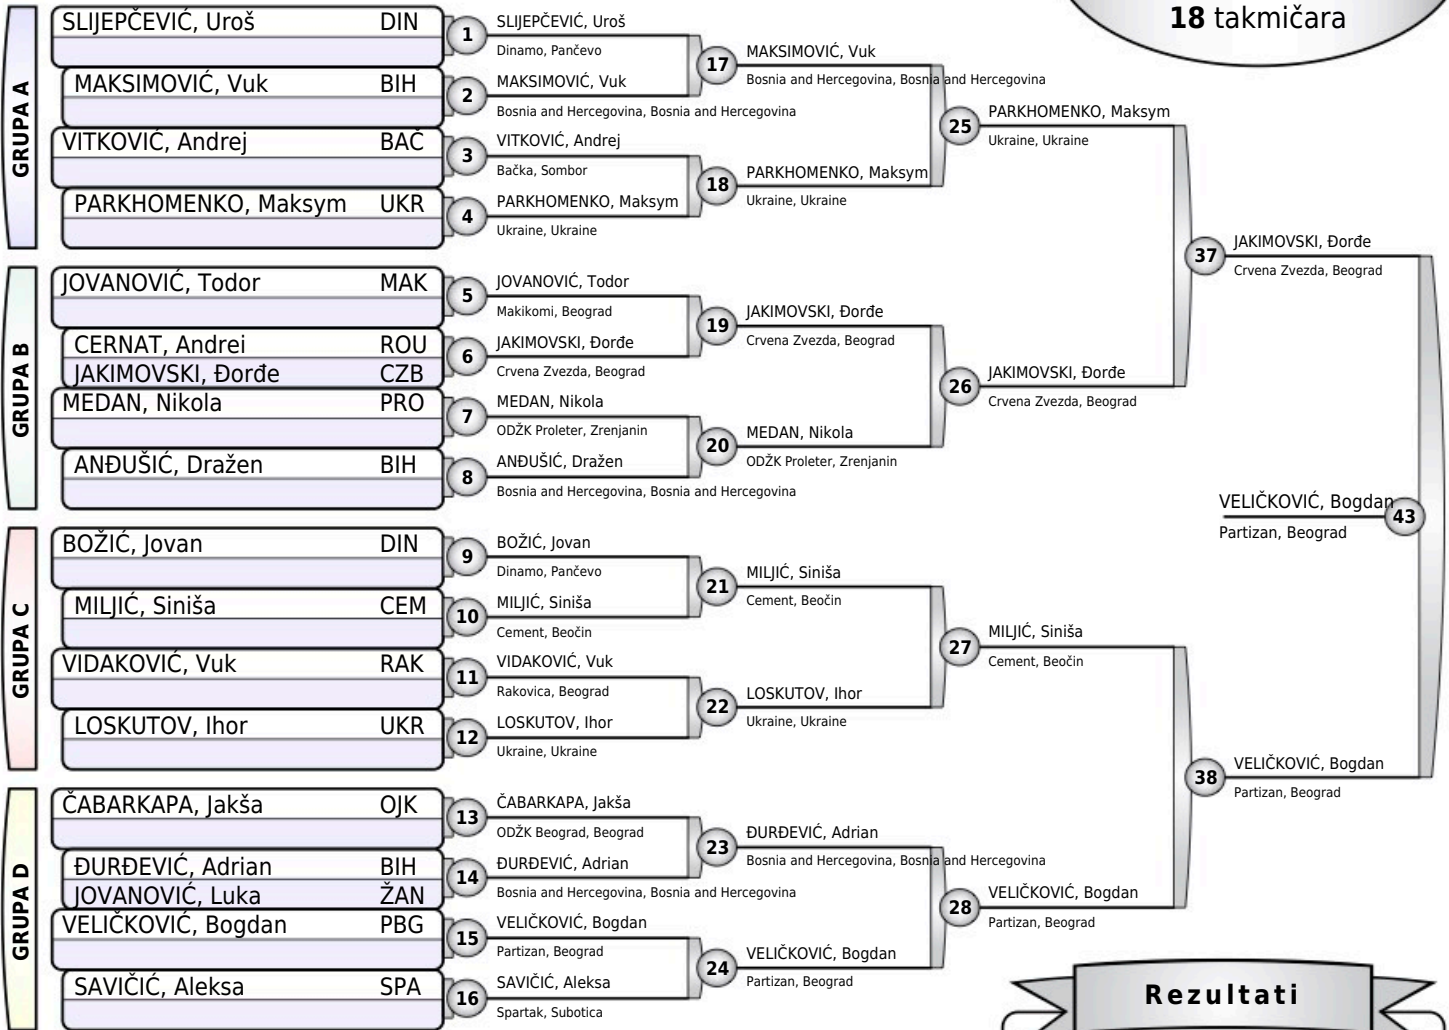 18 takmičara
GRUPA A
SLIJEPČEVIĆ, Uroš DIN
MAKSIMOVIĆ, Vuk BIH
VITKOVIĆ, Andrej BAČ
PARKHOMENKO, Maksym UKR
GRUPA B
JOVANOVIĆ, Todor MAK
CERNAT, Andrei ROU
JAKIMOVSKI, Đorđe CZB
MEDAN, Nikola PRO
ANĐUŠIĆ, Dražen BIH
GRUPA C
BOŽIĆ, Jovan DIN
MILJIĆ, Siniša CEM
VIDAKOVIĆ, Vuk RAK
LOSKUTOV, Ihor UKR
GRUPA D
ČABARKAPA, Jakša OJK
ĐURĐEVIĆ, Adrian BIH
JOVANOVIĆ, Luka ŽAN
VELIČKOVIĆ, Bogdan PBG
SAVIČIĆ, Aleksa SPA
1
SLIJEPČEVIĆ, Uroš
Dinamo, Pančevo
2
MAKSIMOVIĆ, Vuk
Bosnia and Hercegovina, Bosnia and Hercegovina
3
VITKOVIĆ, Andrej
Bačka, Sombor
4
PARKHOMENKO, Maksym
Ukraine, Ukraine
5
JOVANOVIĆ, Todor
Makikomi, Beograd
6
JAKIMOVSKI, Đorđe
Crvena Zvezda, Beograd
7
MEDAN, Nikola
ODŽK Proleter, Zrenjanin
8
ANĐUŠIĆ, Dražen
Bosnia and Hercegovina, Bosnia and Hercegovina
9
BOŽIĆ, Jovan
Dinamo, Pančevo
10
MILJIĆ, Siniša
Cement, Beočin
11
VIDAKOVIĆ, Vuk
Rakovica, Beograd
12
LOSKUTOV, Ihor
Ukraine, Ukraine
13
ČABARKAPA, Jakša
ODŽK Beograd, Beograd
14
ĐURĐEVIĆ, Adrian
Bosnia and Hercegovina, Bosnia and Hercegovina
15
VELIČKOVIĆ, Bogdan
Partizan, Beograd
16
SAVIČIĆ, Aleksa
Spartak, Subotica
17
MAKSIMOVIĆ, Vuk
Bosnia and Hercegovina, Bosnia and Hercegovina
18
PARKHOMENKO, Maksym
Ukraine, Ukraine
19
JAKIMOVSKI, Đorđe
Crvena Zvezda, Beograd
20
MEDAN, Nikola
ODŽK Proleter, Zrenjanin
21
MILJIĆ, Siniša
Cement, Beočin
22
LOSKUTOV, Ihor
Ukraine, Ukraine
23
ĐURĐEVIĆ, Adrian
Bosnia and Hercegovina, Bosnia and Hercegovina
24
VELIČKOVIĆ, Bogdan
Partizan, Beograd
25
PARKHOMENKO, Maksym
Ukraine, Ukraine
26
JAKIMOVSKI, Đorđe
Crvena Zvezda, Beograd
27
MILJIĆ, Siniša
Cement, Beočin
28
VELIČKOVIĆ, Bogdan
Partizan, Beograd
37
JAKIMOVSKI, Đorđe
Crvena Zvezda, Beograd
38
VELIČKOVIĆ, Bogdan
Partizan, Beograd
VELIČKOVIĆ, Bogdan
43
Partizan, Beograd
Rezultati